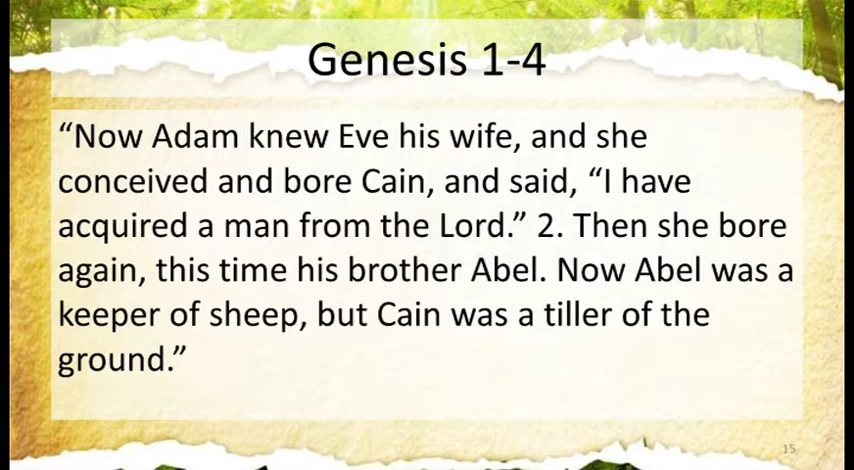 Genesis 1-4
“Now Adam knew Eve his wife, and she
conceived and bore Cain, and said, “I have
acquired a man from the Lord.” 2. Then she bore
again, this time his brother Abel. Now Abel was a
keeper of sheep, but Cain was a tiller of the
ground.”
15